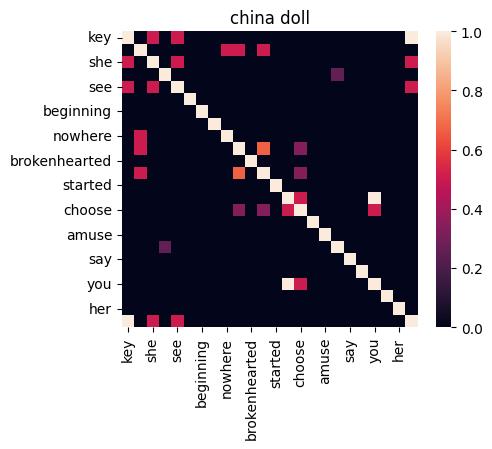 china doll
key
she
see
beginning
nowhere
brokenhearted
started
choose
amuse
say
you
her
key
she
see
beginning
nowhere
brokenhearted
started
choose
amuse
say
you
her
1.0
0.8
0.6
0.4
0.2
0.0